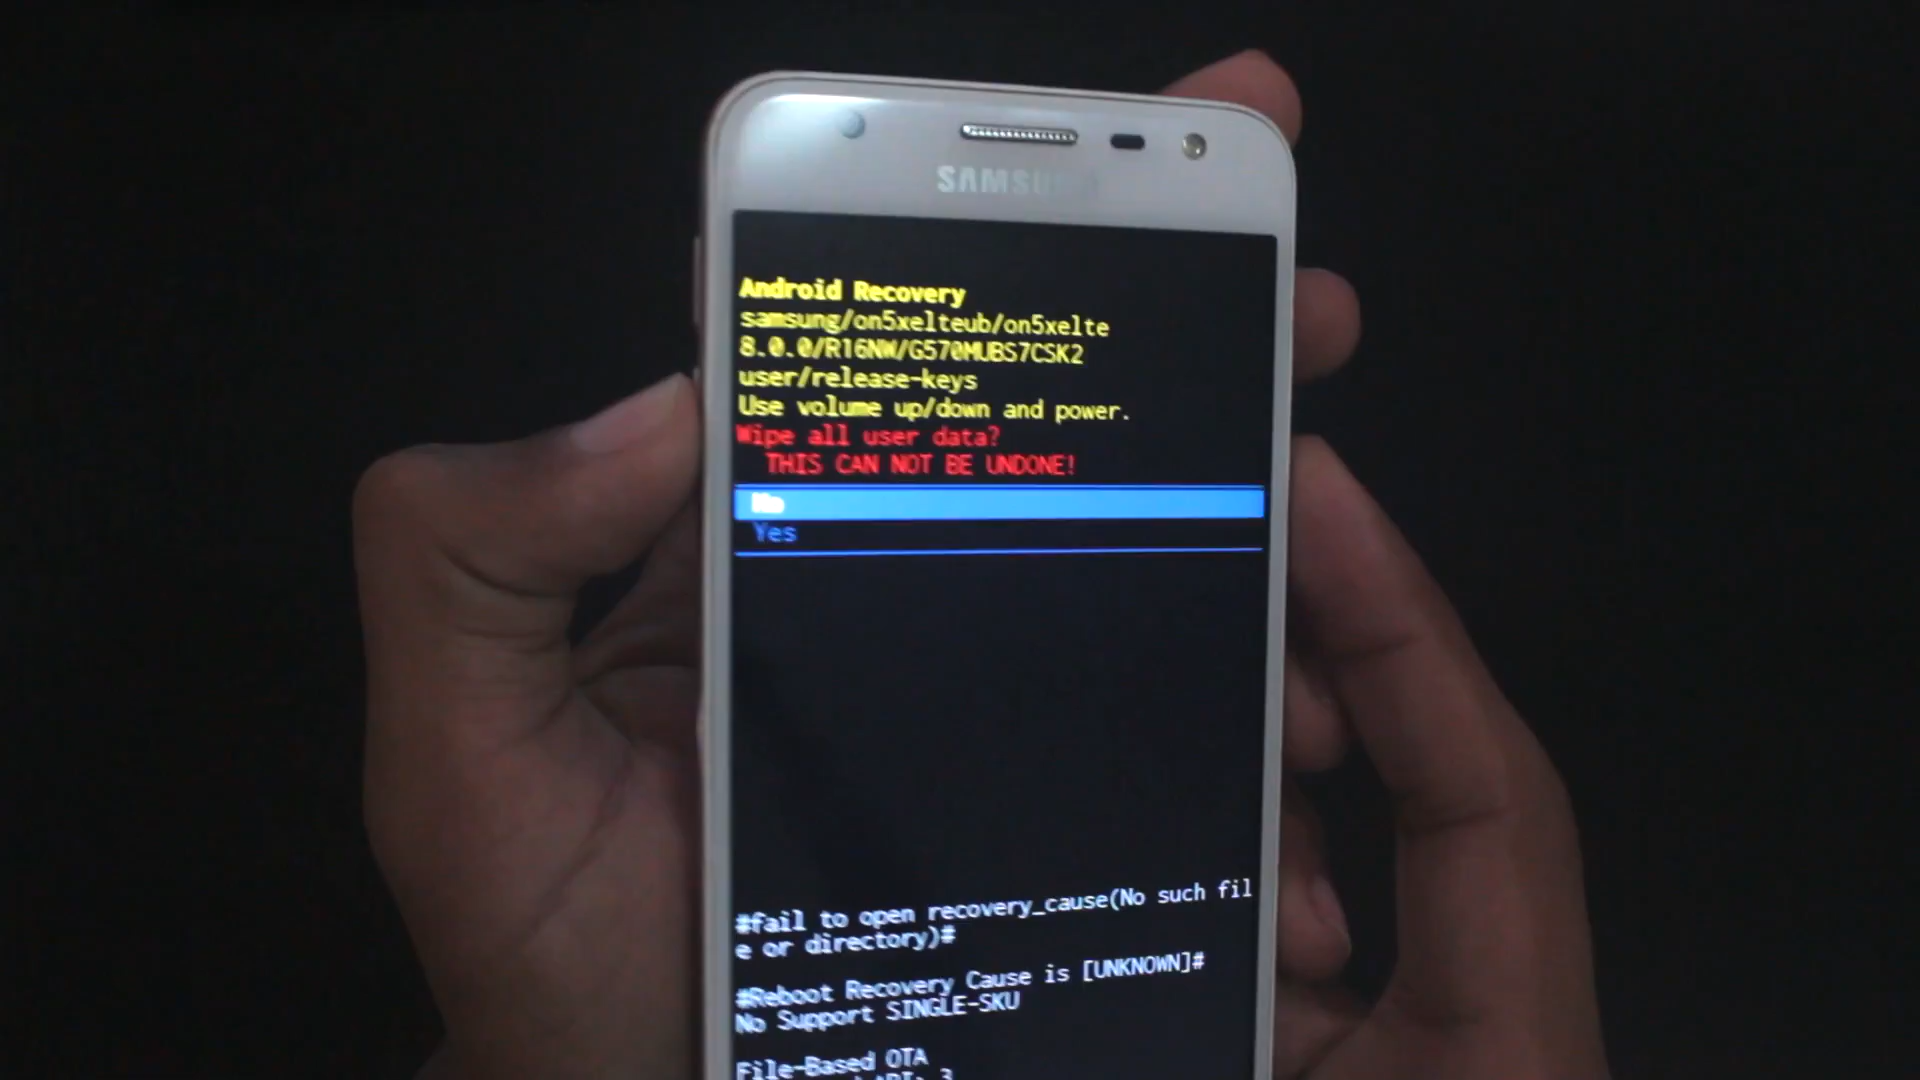 SAMSUNG
Android Recovery
samsung/on5xelteub/on5xelte
8.0.0/R16NW/G570MUBS7CSK2
user/release-keys
Use volume up/down and power.
Wipe all user data?
THIS CAN NOT BE UNDONE!
No
Yes
#fail to open recovery_cause(No such fil
e or directory)#
#Reboot Recovery Cause is [UNKNOWN]#
No Support SINGLE-SKU
File-Based OTA
API: 3